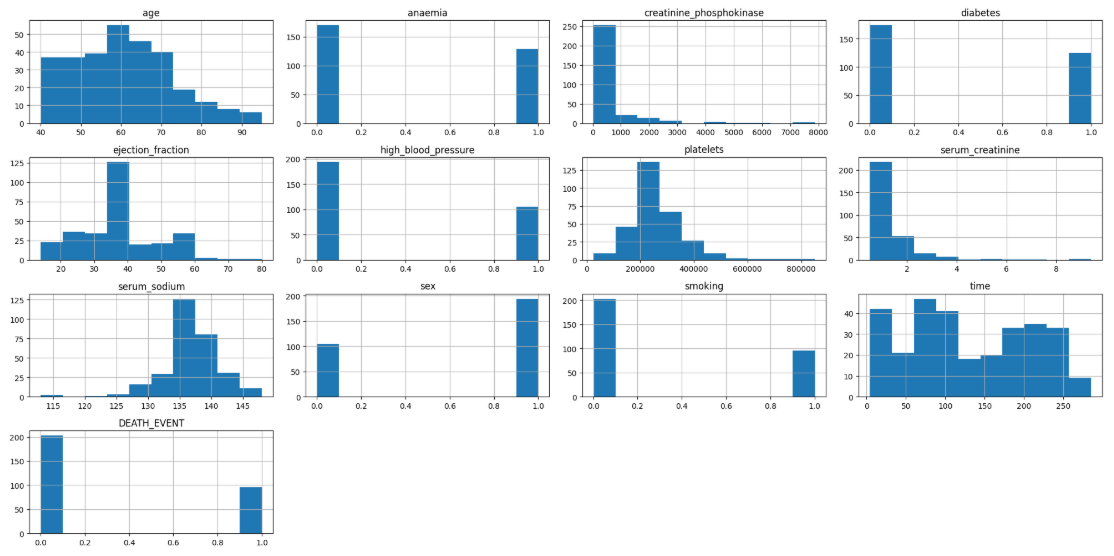 age
50
40
30
20
10
0
40 50 60 70 80 90
anaemia
150
100
50
0
0.0 0.2 0.4 0.6 0.8 1.0
creatinine_phosphokinase
250
200
150
100
50
0
0 1000 2000 3000 4000 5000 6000 7000 8000
diabetes
150
100
50
0
0.0 0.2 0.4 0.6 0.8 1.0
ejection_fraction
125
100
75
50
25
0
20 30 40 50 60 70 80
high_blood_pressure
200
150
100
50
0
0.0 0.2 0.4 0.6 0.8 1.0
platelets
125
100
75
50
25
0
0 200000 400000 600000 800000
serum_creatinine
200
150
100
50
0
2 4 6 8
serum_sodium
125
100
75
50
25
0
115 120 125 130 135 140 145
sex
200
150
100
50
0
0.0 0.2 0.4 0.6 0.8 1.0
smoking
200
150
100
50
0
0.0 0.2 0.4 0.6 0.8 1.0
time
40
30
20
10
0
0 50 100 150 200 250
DEATH_EVENT
200
150
100
50
0
0.0 0.2 0.4 0.6 0.8 1.0